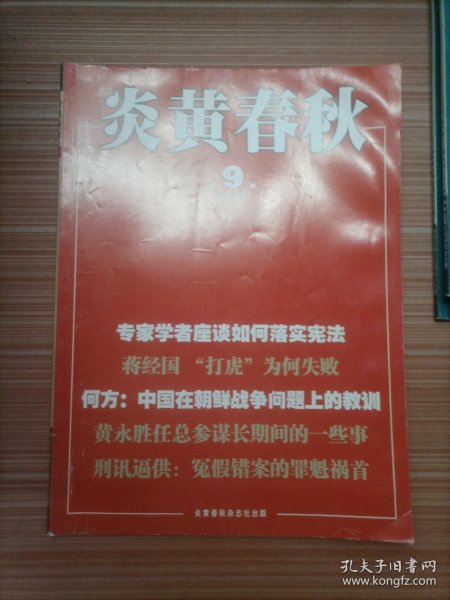 炎黄春秋
9
专家学者座谈如何落实宪法
蒋经国 “打虎” 为何失败
何方：中国在朝鲜战争问题上的教训
黄永胜任总参谋长期间的一些事
刑讯逼供：冤假错案的罪魁祸首
炎黄春秋杂志社出版
孔夫子旧书网
www.kongfz.com